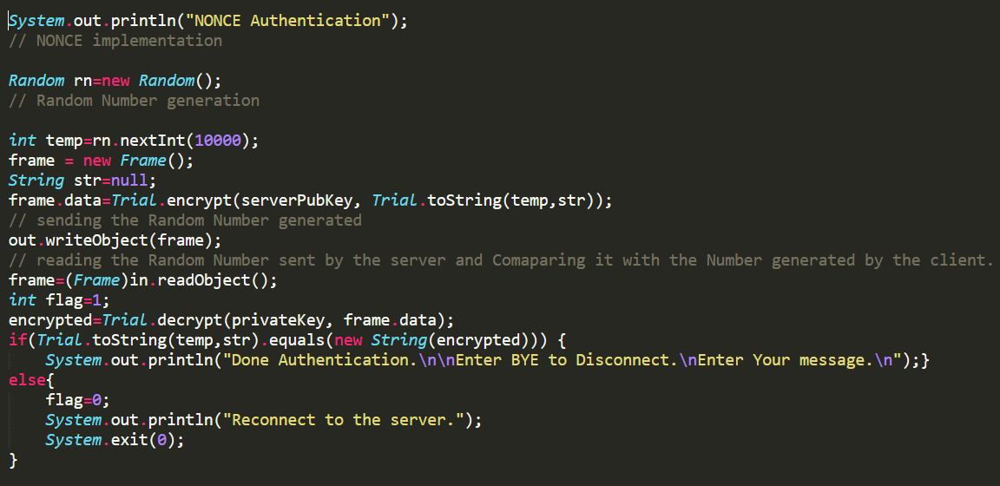 System.out.println("NONCE Authentication");
// NONCE implementation
Random rn=new Random();
// Random Number generation
int temp=rn.nextInt(10000);
frame = new Frame();
String str=null;
frame.data=Trial.encrypt(serverPubKey, Trial.toString(temp,str));
// sending the Random Number generated
out.writeObject(frame);
// reading the Random Number sent by the server and Comaparing it with the Number generated by the client.
frame=(Frame)in.readObject();
int flag=1;
encrypted=Trial.decrypt(privateKey, frame.data);
if(Trial.toString(temp,str).equals(new String(encrypted))) {
System.out.println("Done Authentication.\n\nEnter BYE to Disconnect.\nEnter Your message.\n");}
else{
flag=0;
System.out.println("Reconnect to the server.");
System.exit(0);
}